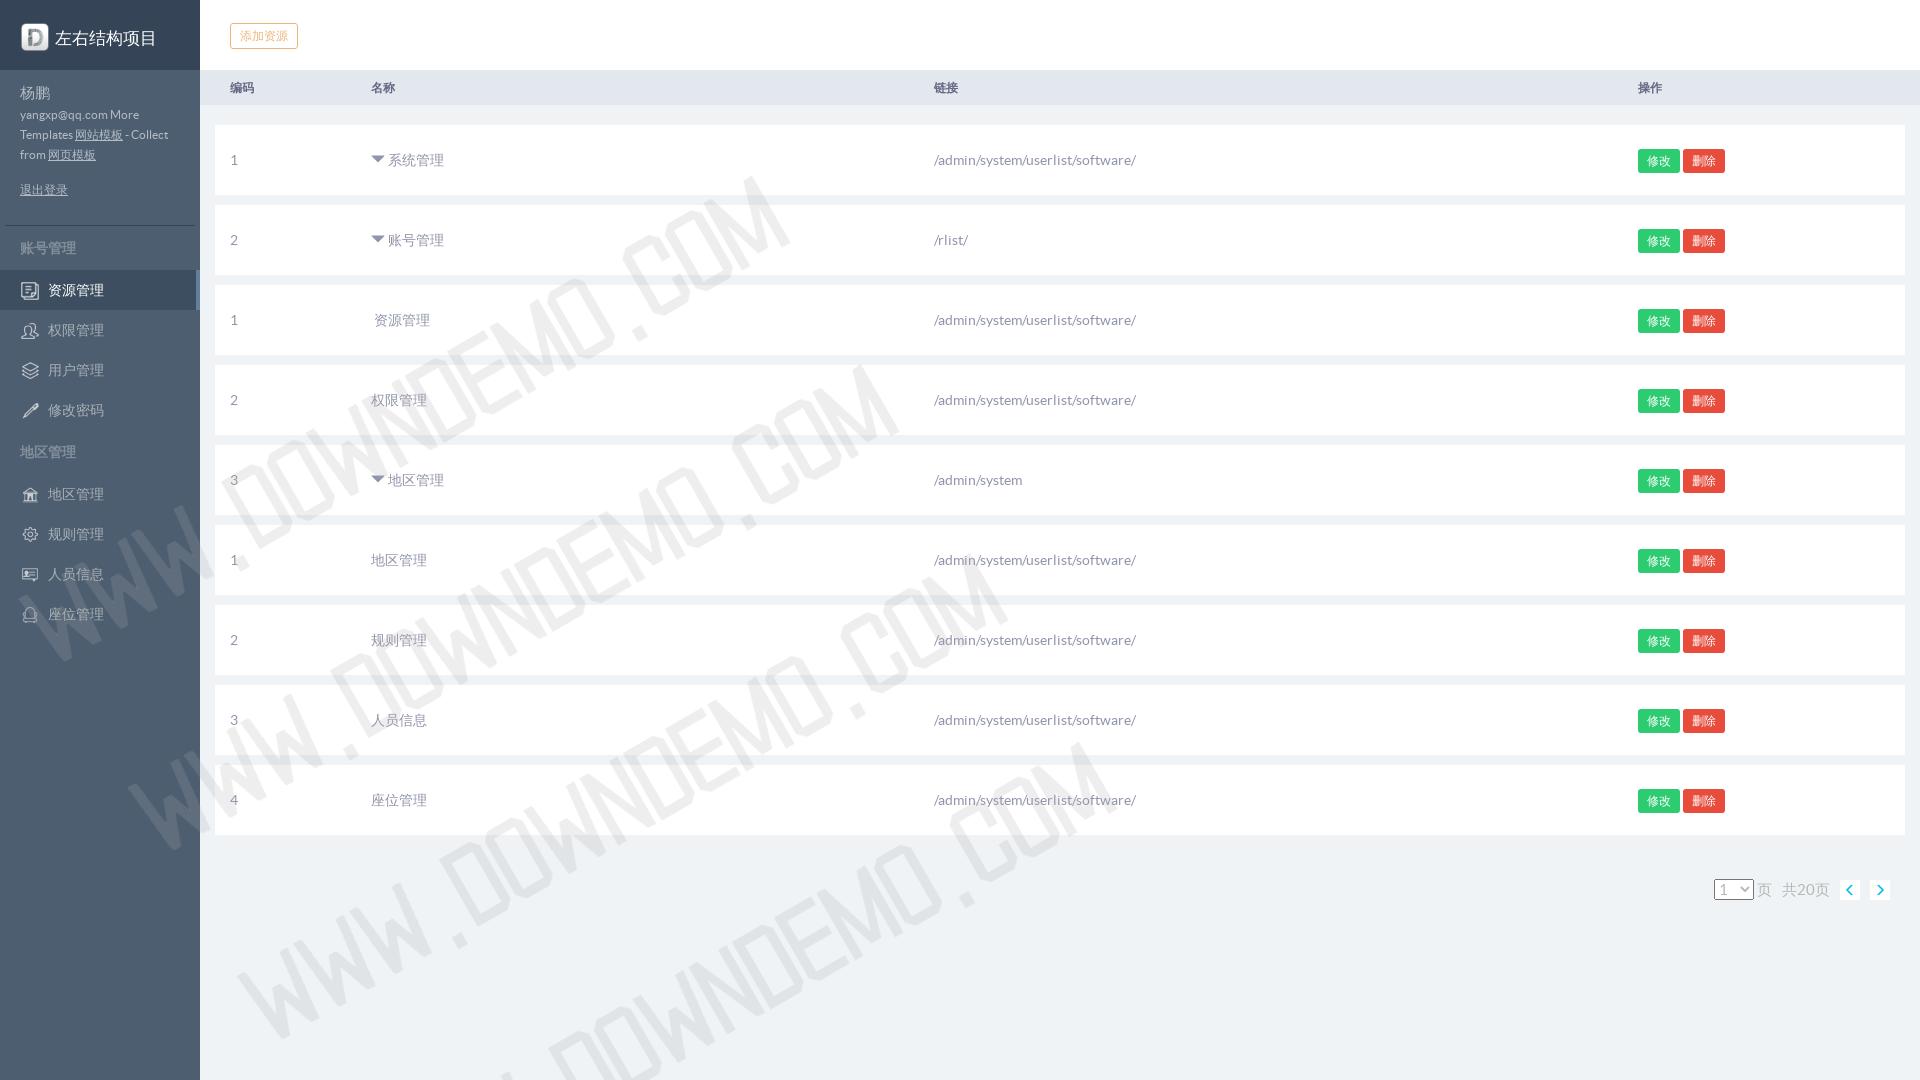 左右结构项目
杨鹏
yangxp@qq.com More
Templates 网站模板 - Collect
from 网页模板
退出登录
账号管理
资源管理
权限管理
用户管理
修改密码
地区管理
地区管理
规则管理
人员信息
座位管理
添加资源
编码 名称 链接 操作
1 系统管理 /admin/system/userlist/software/ 修改 删除
2 账号管理 /rlist/ 修改 删除
1 资源管理 /admin/system/userlist/software/ 修改 删除
2 权限管理 /admin/system/userlist/software/ 修改 删除
3 地区管理 /admin/system 修改 删除
1 地区管理 /admin/system/userlist/software/ 修改 删除
2 规则管理 /admin/system/userlist/software/ 修改 删除
3 人员信息 /admin/system/userlist/software/ 修改 删除
4 座位管理 /admin/system/userlist/software/ 修改 删除
1 页 共20页
WWW.DOWNDEMO.COM
WWW.DOWNDEMO.COM
WWW.DOWNDEMO.COM
DOWNDEMO.COM